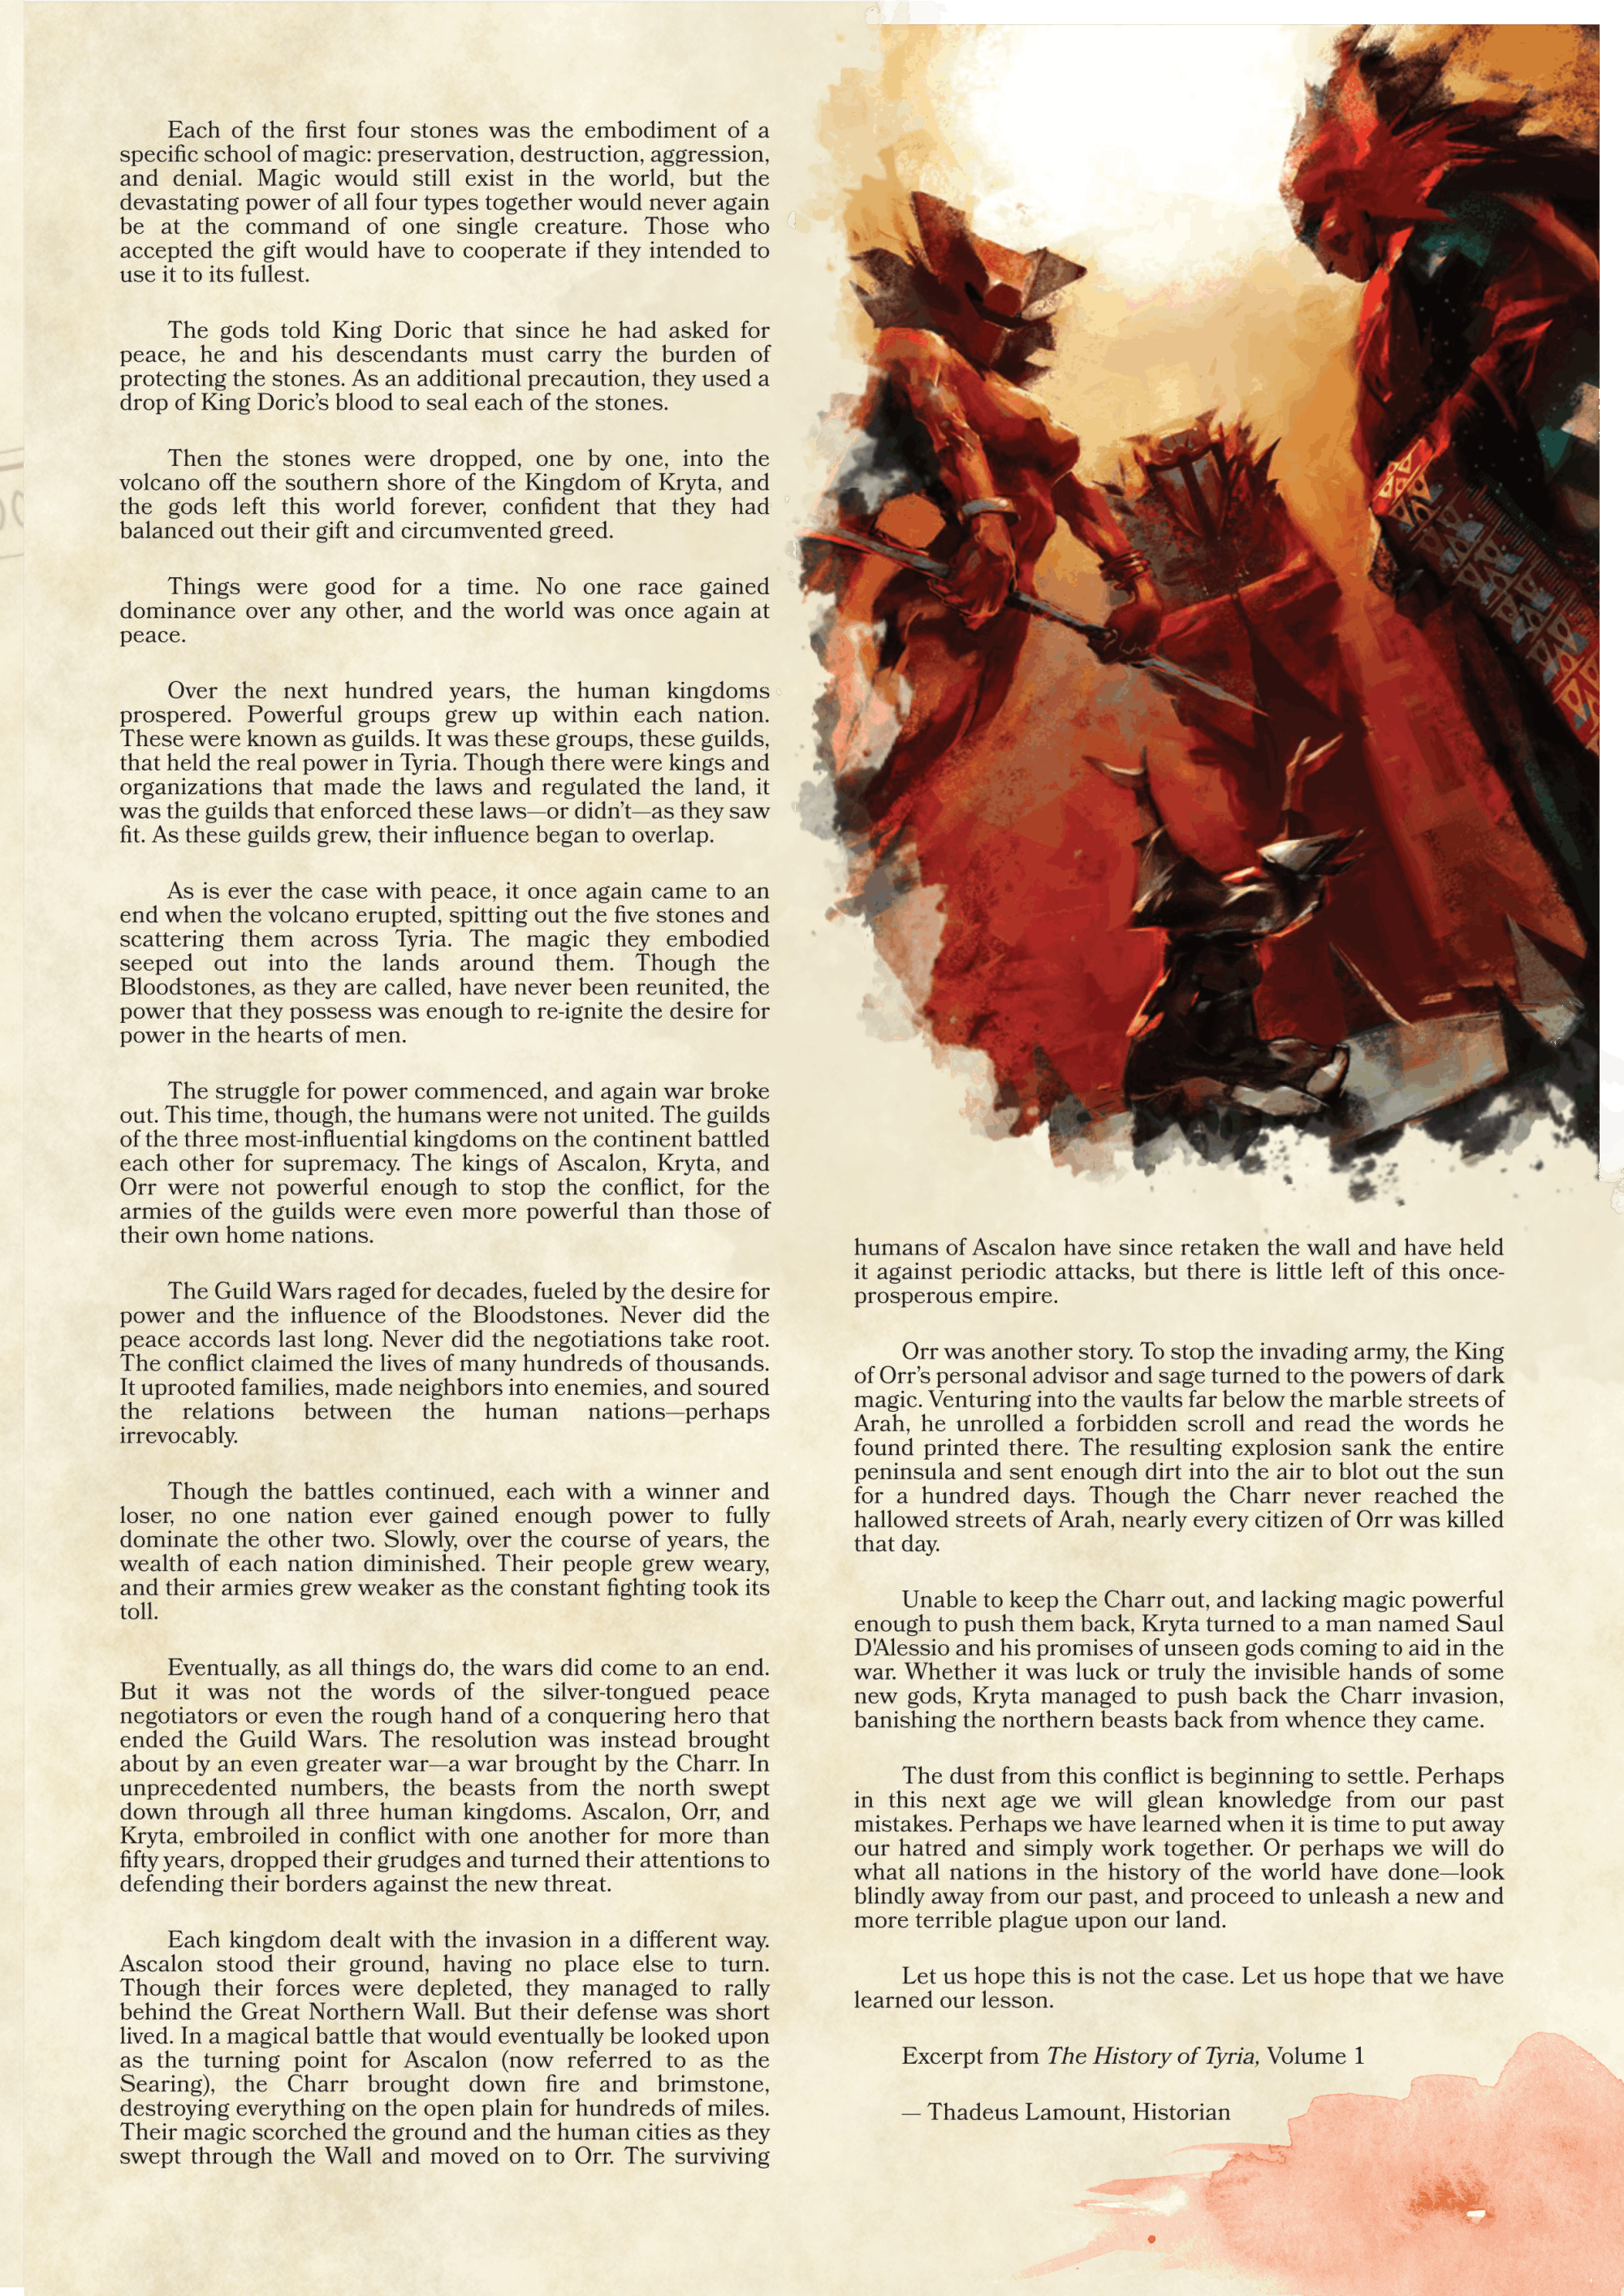 Each of the first four stones was the embodiment of a
specific school of magic: preservation, destruction, aggression,
and denial. Magic would still exist in the world, but the
devastating power of all four types together would never again
be at the command of one single creature. Those who
accepted the gift would have to cooperate if they intended to
use it to its fullest.
The gods told King Doric that since he had asked for
peace, he and his descendants must carry the burden of
protecting the stones. As an additional precaution, they used a
drop of King Doric's blood to seal each of the stones.
Then the stones were dropped, one by one, into the
volcano off the southern shore of the Kingdom of Kryta, and
the gods left this world forever, confident that they had
balanced out their gift and circumvented greed.
Things were good for a time. No one race gained
dominance over any other, and the world was once again at
peace.
Over the next hundred years, the human kingdoms
prospered. Powerful groups grew up within each nation.
These were known as guilds. It was these groups, these guilds,
that held the real power in Tyria. Though there were kings and
organizations that made the laws and regulated the land, it
was the guilds that enforced these laws—or didn't—as they saw
fit. As these guilds grew, their influence began to overlap.
As is ever the case with peace, it once again came to an
end when the volcano erupted, spitting out the five stones and
scattering them across Tyria. The magic they embodied
seeped out into the lands around them. Though the
Bloodstones, as they are called, have never been reunited, the
power that they possess was enough to re-ignite the desire for
power in the hearts of men.
The struggle for power commenced, and again war broke
out. This time, though, the humans were not united. The guilds
of the three most-influential kingdoms on the continent battled
each other for supremacy. The kings of Ascalon, Kryta, and
Orr were not powerful enough to stop the conflict, for the
armies of the guilds were even more powerful than those of
their own home nations.
The Guild Wars raged for decades, fueled by the desire for
power and the influence of the Bloodstones. Never did the
peace accords last long. Never did the negotiations take root.
The conflict claimed the lives of many hundreds of thousands.
It uprooted families, made neighbors into enemies, and soured
the relations between the human nations—perhaps
irrevocably.
Though the battles continued, each with a winner and
loser, no one nation ever gained enough power to fully
dominate the other two. Slowly, over the course of years, the
wealth of each nation diminished. Their people grew weary,
and their armies grew weaker as the constant fighting took its
toll.
Eventually, as all things do, the wars did come to an end.
But it was not the words of the silver-tongued peace
negotiators or even the rough hand of a conquering hero that
ended the Guild Wars. The resolution was instead brought
about by an even greater war—a war brought by the Charr. In
unprecedented numbers, the beasts from the north swept
down through all three human kingdoms. Ascalon, Orr, and
Kryta, embroiled in conflict with one another for more than
fifty years, dropped their grudges and turned their attentions to
defending their borders against the new threat.
Each kingdom dealt with the invasion in a different way.
Ascalon stood their ground, having no place else to turn.
Though their forces were depleted, they managed to rally
behind the Great Northern Wall. But their defense was short
lived. In a magical battle that would eventually be looked upon
as the turning point for Ascalon (now referred to as the
Searing), the Charr brought down fire and brimstone,
destroying everything on the open plain for hundreds of miles.
Their magic scorched the ground and the human cities as they
swept through the Wall and moved on to Orr. The surviving
humans of Ascalon have since retaken the wall and have held
it against periodic attacks, but there is little left of this once-
prosperous empire.
Orr was another story. To stop the invading army, the King
of Orr's personal advisor and sage turned to the powers of dark
magic. Venturing into the vaults far below the marble streets of
Arah, he unrolled a forbidden scroll and read the words he
found printed there. The resulting explosion sank the entire
peninsula and sent enough dirt into the air to blot out the sun
for a hundred days. Though the Charr never reached the
hallowed streets of Arah, nearly every citizen of Orr was killed
that day.
Unable to keep the Charr out, and lacking magic powerful
enough to push them back, Kryta turned to a man named Saul
D'Alessio and his promises of unseen gods coming to aid in the
war. Whether it was luck or truly the invisible hands of some
new gods, Kryta managed to push back the Charr invasion,
banishing the northern beasts back from whence they came.
The dust from this conflict is beginning to settle. Perhaps
in this next age we will glean knowledge from our past
mistakes. Perhaps we have learned when it is time to put away
our hatred and simply work together. Or perhaps we will do
what all nations in the history of the world have done—look
blindly away from our past, and proceed to unleash a new and
more terrible plague upon our land.
Let us hope this is not the case. Let us hope that we have
learned our lesson.
Excerpt from The History of Tyria, Volume 1
— Thadeus Lamount, Historian